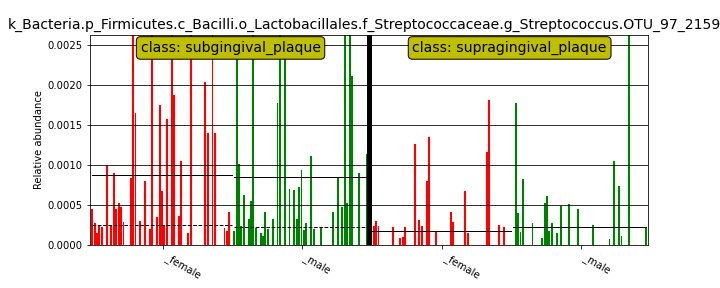 k_Bacteria.p_Firmicutes.c_Bacilli.o_Lactobacillales.f_Streptococcaceae.g_Streptococcus.OTU_97_2159
class: subgingival_plaque
class: supragingival_plaque
Relative abundance
0.0025
0.0020
0.0015
0.0010
0.0005
0.0000
_female
_male
_female
_male